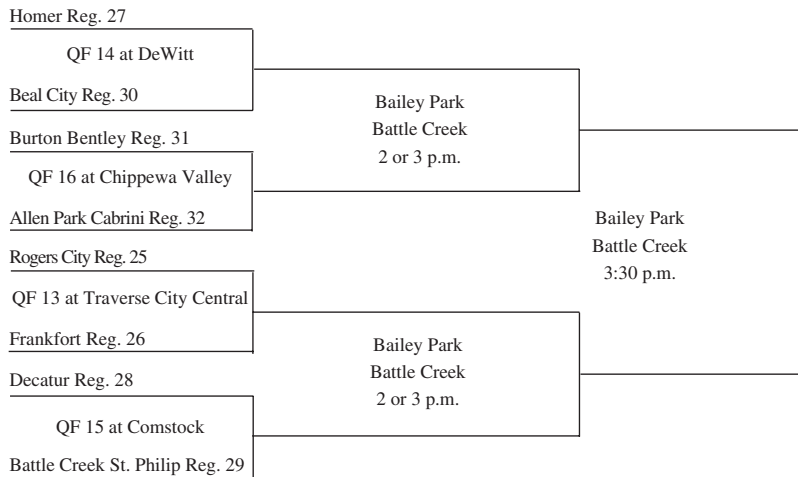 Homer Reg. 27
QF 14 at DeWitt
Beal City Reg. 30
Burton Bentley Reg. 31
QF 16 at Chippewa Valley
Allen Park Cabrini Reg. 32
Rogers City Reg. 25
QF 13 at Traverse City Central
Frankfort Reg. 26
Decatur Reg. 28
QF 15 at Comstock
Battle Creek St. Philip Reg. 29
Bailey Park
Battle Creek
2 or 3 p.m.
Bailey Park
Battle Creek
2 or 3 p.m.
Bailey Park
Battle Creek
3:30 p.m.